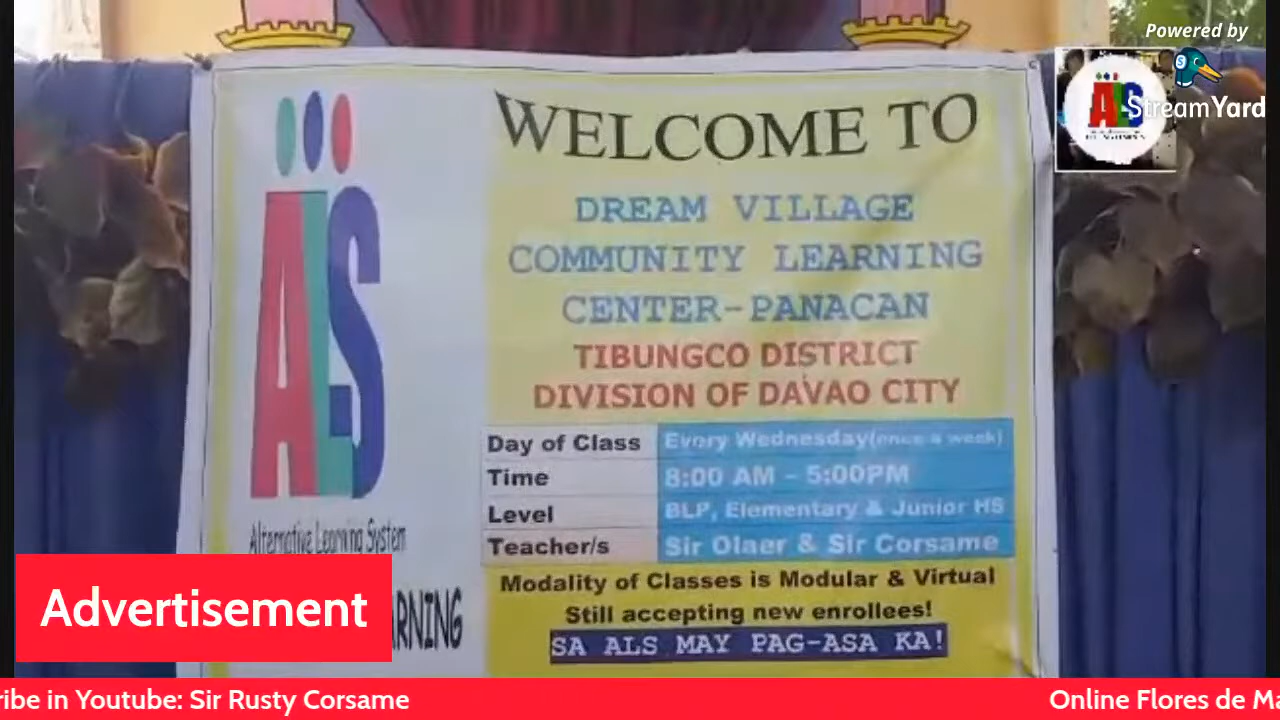 Powered by
StreamYard
ALS
WELCOME TO
DREAM VILLAGE
COMMUNITY LEARNING
CENTER-PANACAN
TIBUNGCO DISTRICT
DIVISION OF DAVAO CITY
Day of Class Every Wednesday(once a week)
Time 8:00 AM - 5:00PM
Level BLP, Elementary & Junior HS
Teacher/s Sir Olaer & Sir Corsame
Modality of Classes is Modular & Virtual
Still accepting new enrollees!
SA ALS MAY PAG-ASA KA!
ALS
Alternative Learning System
RNING
Advertisement
ribe in Youtube: Sir Rusty Corsame
Online Flores de Ma